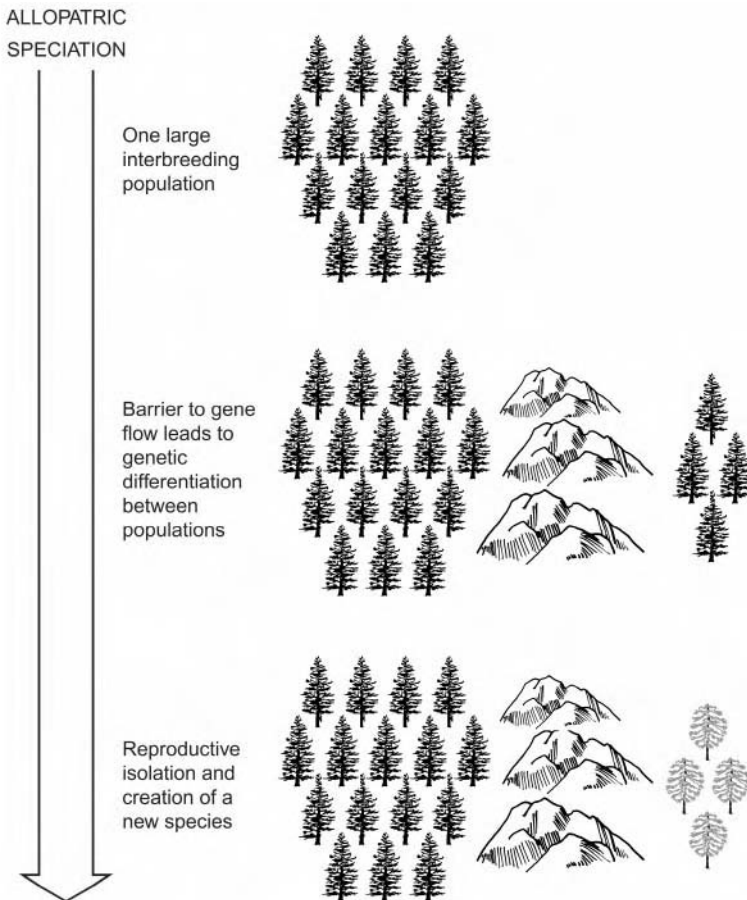 ALLOPATRIC
SPECIATION
One large
interbreeding
population
Barrier to gene
flow leads to
genetic
differentiation
between
populations
Reproductive
isolation and
creation of a
new species